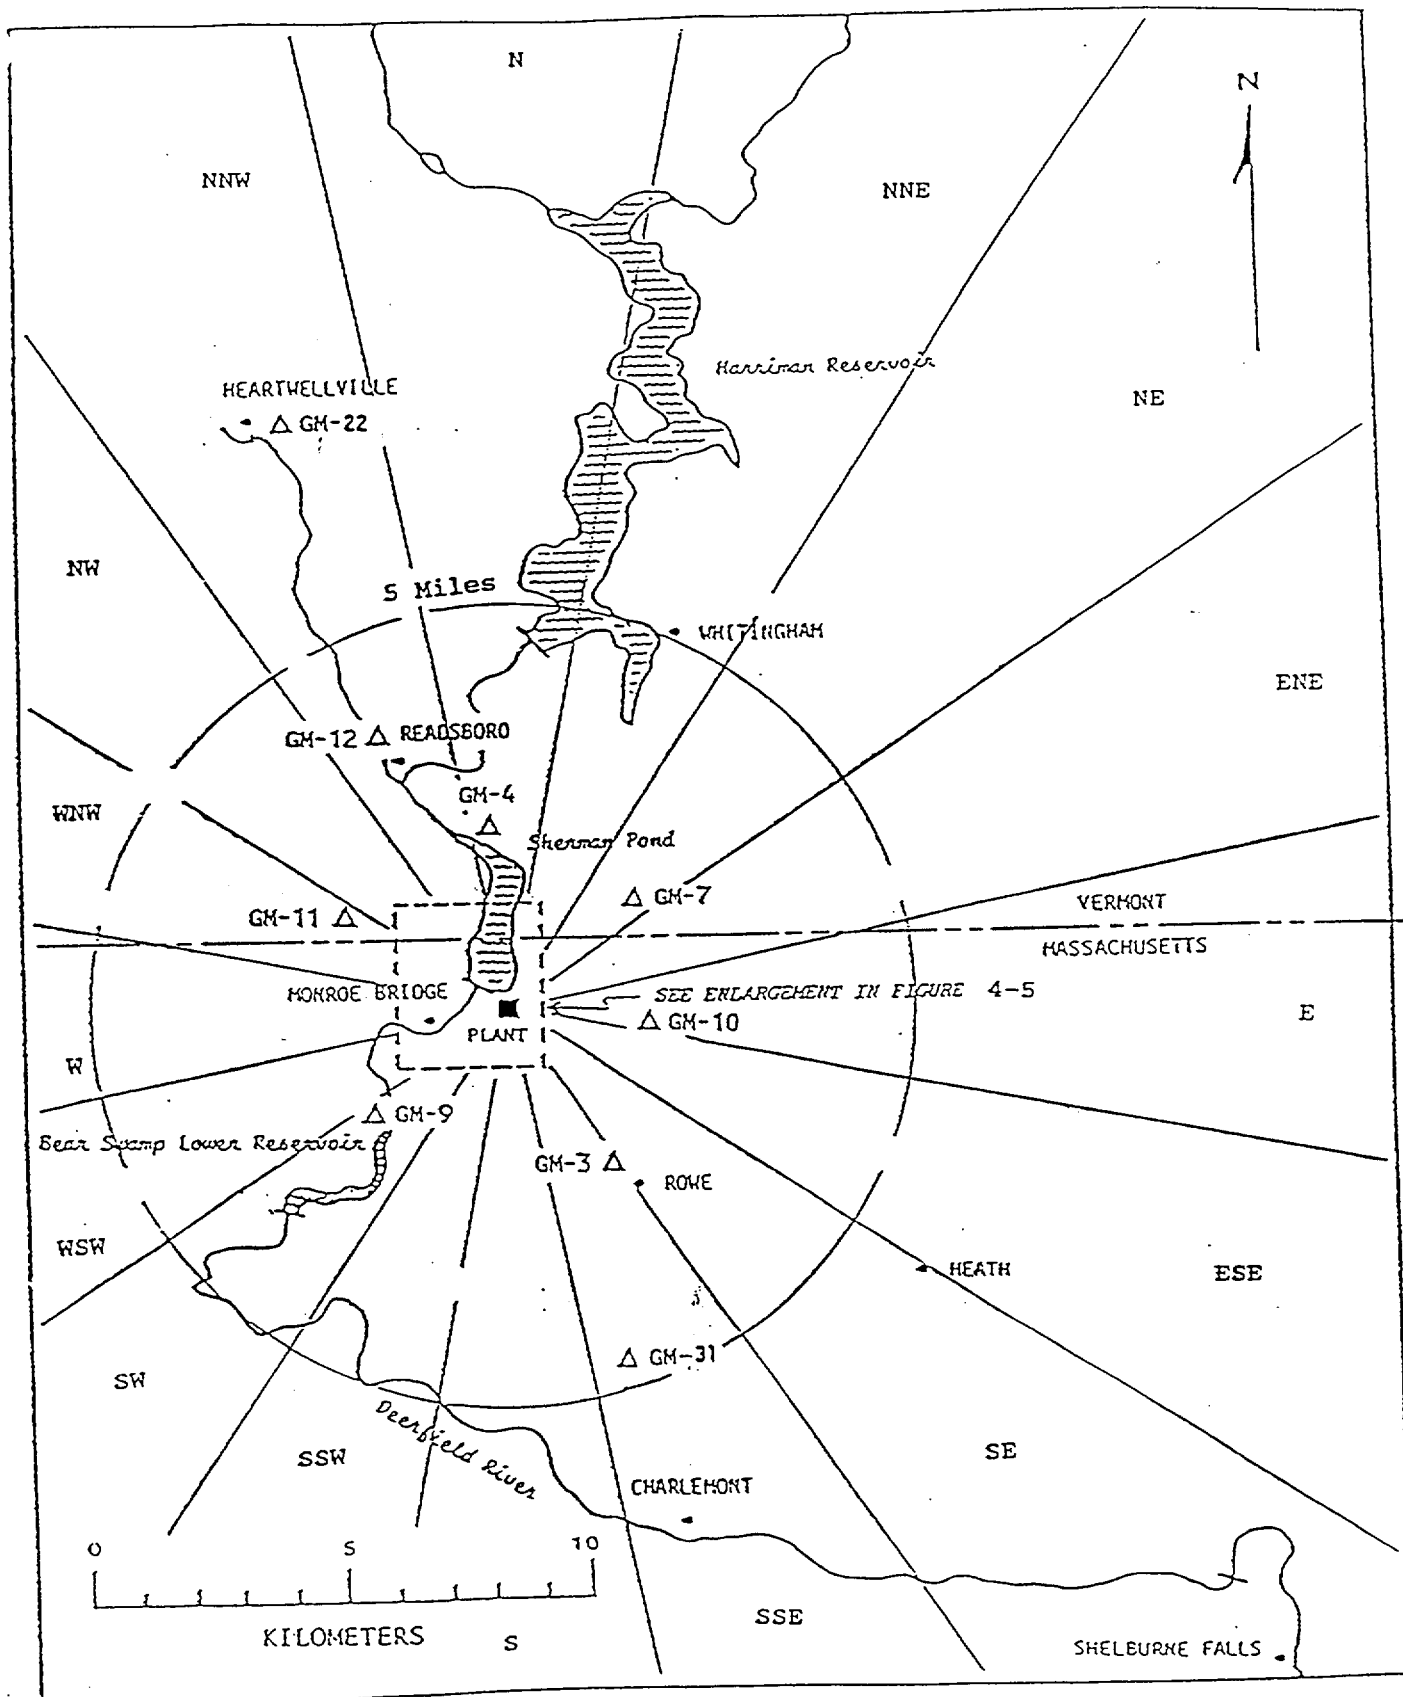 N
N
NNW
NNE
Harriman Reservoir
HEARTWELLVILLE
GM-22
NE
NW
5 Miles
WHITINGHAM
ENE
GM-12
READSBORO
GM-4
WNW
Sherman Pond
GM-7
GM-11
VERMONT
MASSACHUSETTS
MONROE BRIDGE
SEE ENLARGEMENT IN FIGURE 4-5
E
GM-10
PLANT
W
GM-9
Bear Swamp Lower Reservoir
GM-3
ROWE
WSW
HEATH
ESE
GM-31
SW
Deerfield River
SSW
SE
CHARLEMONT
0 5 10
KILOMETERS
S
SSE
SHELBURNE FALLS